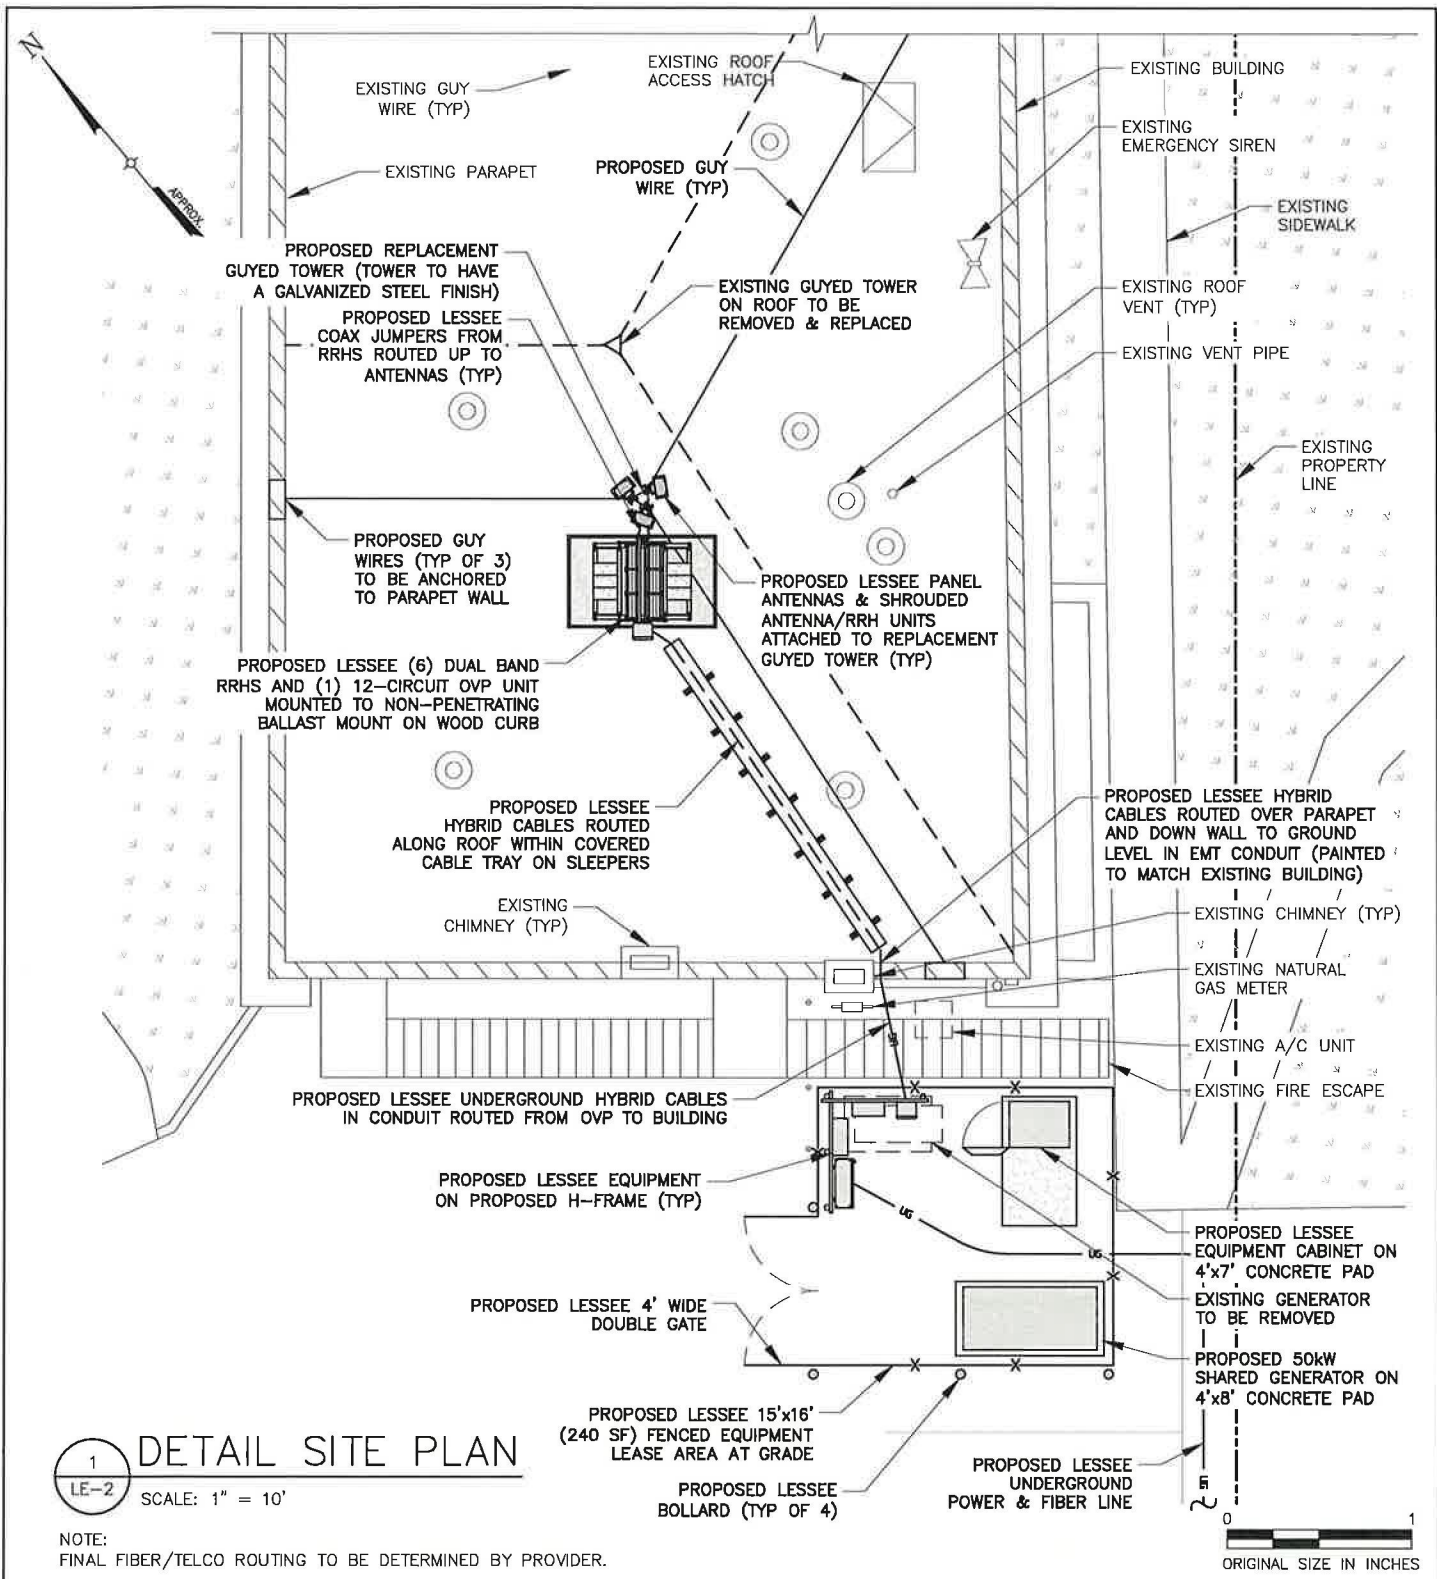 N
APPROX.
EXISTING GUY
WIRE (TYP)
EXISTING ROOF
ACCESS HATCH
EXISTING BUILDING
EXISTING
EMERGENCY SIREN
EXISTING PARAPET
PROPOSED GUY
WIRE (TYP)
EXISTING
SIDEWALK
PROPOSED REPLACEMENT
GUYED TOWER (TOWER TO HAVE
A GALVANIZED STEEL FINISH)
EXISTING GUYED TOWER
ON ROOF TO BE
REMOVED & REPLACED
EXISTING ROOF
VENT (TYP)
PROPOSED LESSEE
COAX JUMPERS FROM
RRHS ROUTED UP TO
ANTENNAS (TYP)
EXISTING VENT PIPE
EXISTING
PROPERTY
LINE
PROPOSED GUY
WIRES (TYP OF 3)
TO BE ANCHORED
TO PARAPET WALL
PROPOSED LESSEE PANEL
ANTENNAS & SHROUDED
ANTENNA/RRH UNITS
ATTACHED TO REPLACEMENT
GUYED TOWER (TYP)
PROPOSED LESSEE (6) DUAL BAND
RRHS AND (1) 12-CIRCUIT OVP UNIT
MOUNTED TO NON-PENETRATING
BALLAST MOUNT ON WOOD CURB
PROPOSED LESSEE
HYBRID CABLES ROUTED
ALONG ROOF WITHIN COVERED
CABLE TRAY ON SLEEPERS
PROPOSED LESSEE HYBRID
CABLES ROUTED OVER PARAPET
AND DOWN WALL TO GROUND
LEVEL IN EMT CONDUIT (PAINTED
TO MATCH EXISTING BUILDING)
EXISTING
CHIMNEY (TYP)
EXISTING CHIMNEY (TYP)
EXISTING NATURAL
GAS METER
EXISTING A/C UNIT
EXISTING FIRE ESCAPE
UG
PROPOSED LESSEE UNDERGROUND HYBRID CABLES
IN CONDUIT ROUTED FROM OVP TO BUILDING
PROPOSED LESSEE EQUIPMENT
ON PROPOSED H-FRAME (TYP)
UG
UG
PROPOSED LESSEE
EQUIPMENT CABINET ON
4'x7' CONCRETE PAD
EXISTING GENERATOR
TO BE REMOVED
PROPOSED LESSEE 4' WIDE
DOUBLE GATE
PROPOSED 50kW
SHARED GENERATOR ON
4'x8' CONCRETE PAD
PROPOSED LESSEE 15'x16'
(240 SF) FENCED EQUIPMENT
LEASE AREA AT GRADE
PROPOSED LESSEE
BOLLARD (TYP OF 4)
PROPOSED LESSEE
UNDERGROUND
POWER & FIBER LINE
UG
1
LE-2
DETAIL SITE PLAN
SCALE: 1" = 10'
NOTE:
FINAL FIBER/TELCO ROUTING TO BE DETERMINED BY PROVIDER.
0 1
ORIGINAL SIZE IN INCHES